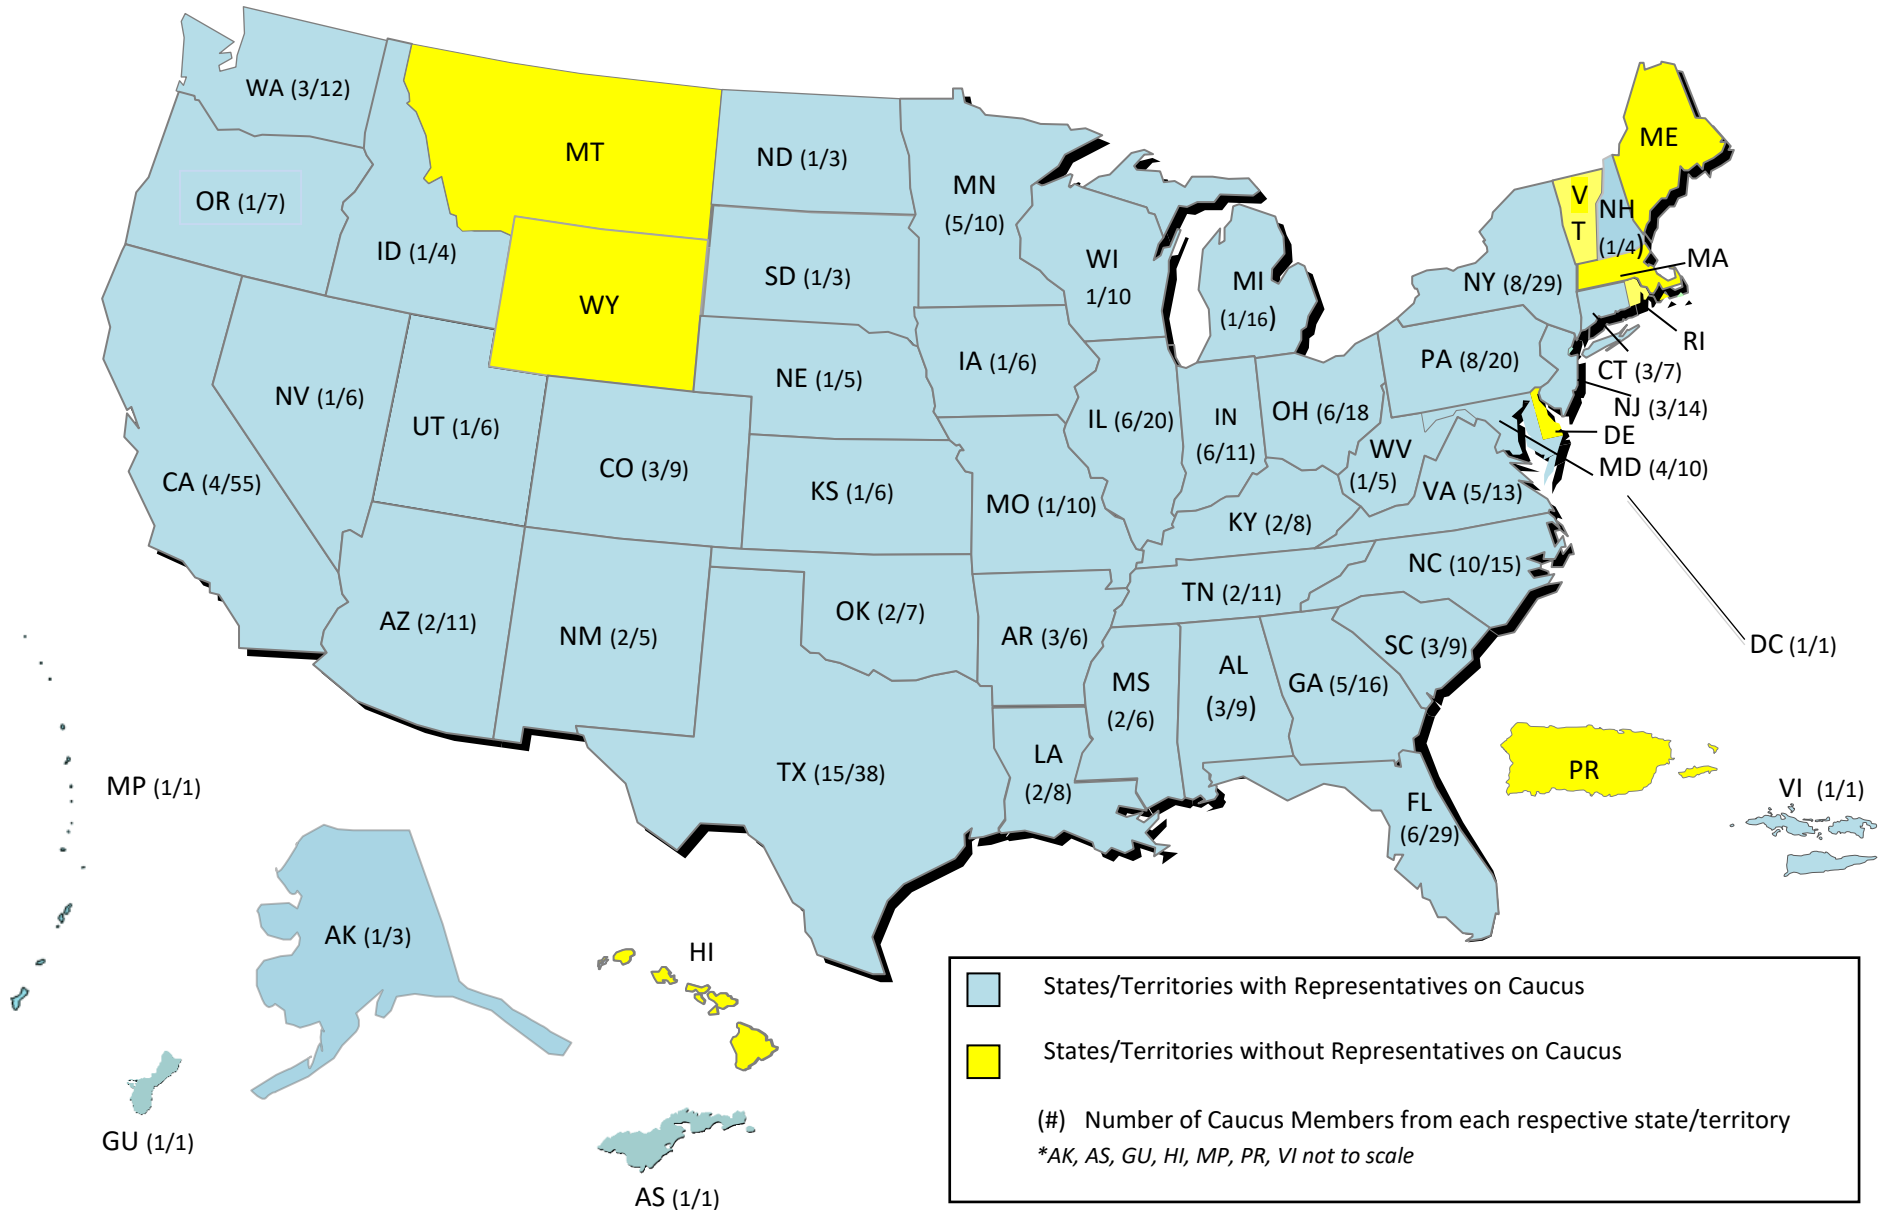 WA (3/12)
MT
ND (1/3)
MN
(5/10)
ME
OR (1/7)
ID (1/4)
V
T
NH
(1/4)
MA
WY
SD (1/3)
WI
1/10
MI
(1/16)
NY (8/29)
RI
NE (1/5)
IA (1/6)
PA (8/20)
CT (3/7)
NV (1/6)
UT (1/6)
IL (6/20)
IN
(6/11)
OH (6/18
NJ (3/14)
DE
CA (4/55)
CO (3/9)
KS (1/6)
MO (1/10)
WV
(1/5)
VA (5/13)
MD (4/10)
KY (2/8)
AZ (2/11)
NM (2/5)
OK (2/7)
AR (3/6)
TN (2/11)
NC (10/15)
SC (3/9)
DC (1/1)
MS
(2/6)
AL
(3/9)
GA (5/16)
TX (15/38)
LA
(2/8)
FL
(6/29)
PR
VI (1/1)
MP (1/1)
AK (1/3)
HI
GU (1/1)
AS (1/1)
States/Territories with Representatives on Caucus
States/Territories without Representatives on Caucus
(#) Number of Caucus Members from each respective state/territory
*AK, AS, GU, HI, MP, PR, VI not to scale